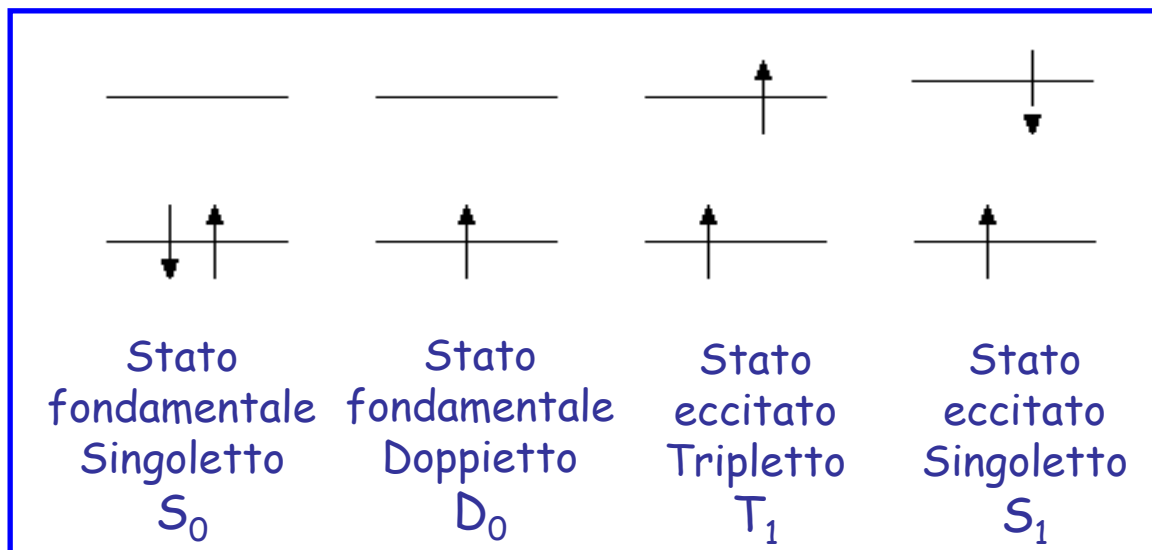 Stato
fondamentale
Singoletto
S₀
Stato
fondamentale
Doppietto
D₀
Stato
eccitato
Tripletto
T₁
Stato
eccitato
Singoletto
S₁